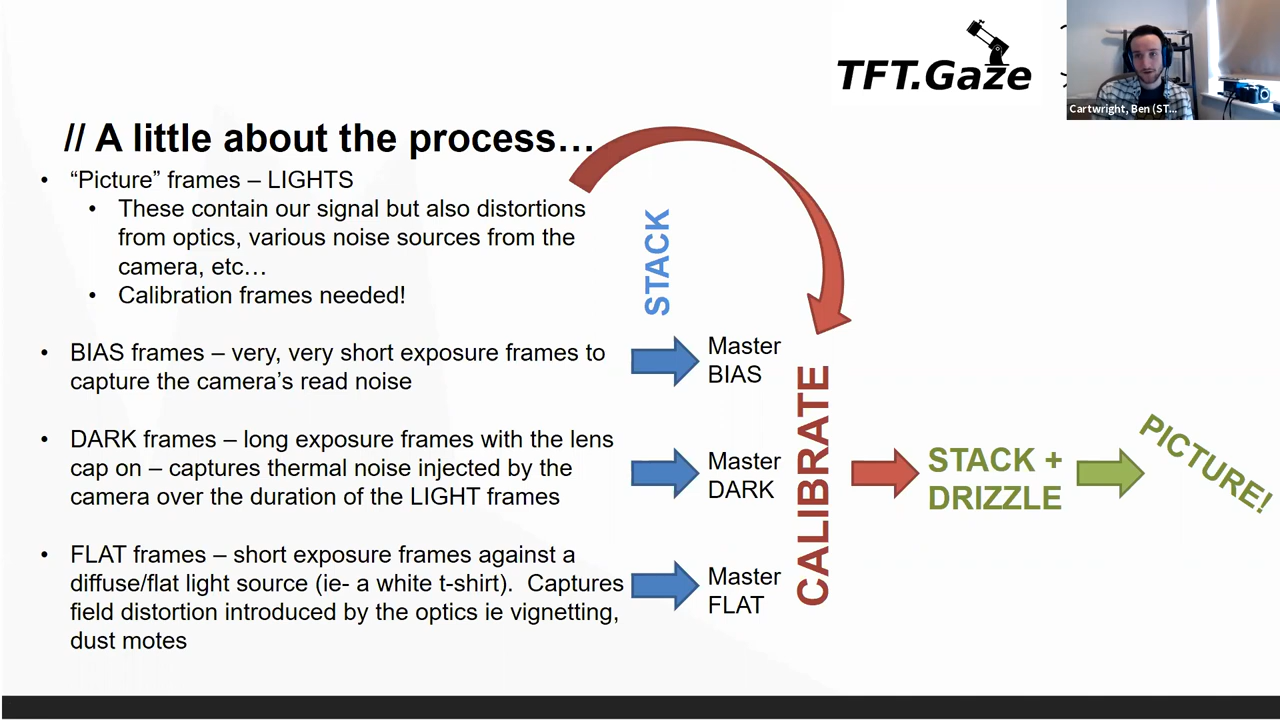 TFT.Gaze
Cartwright, Ben (ST...
// A little about the process…
• “Picture” frames – LIGHTS
• These contain our signal but also distortions
from optics, various noise sources from the
camera, etc…
• Calibration frames needed!
• BIAS frames – very, very short exposure frames to
capture the camera’s read noise
• DARK frames – long exposure frames with the lens
cap on – captures thermal noise injected by the
camera over the duration of the LIGHT frames
• FLAT frames – short exposure frames against a
diffuse/flat light source (ie- a white t-shirt).  Captures
field distortion introduced by the optics ie vignetting,
dust motes
STACK
Master
BIAS
Master
DARK
Master
FLAT
CALIBRATE
STACK +
DRIZZLE
PICTURE!